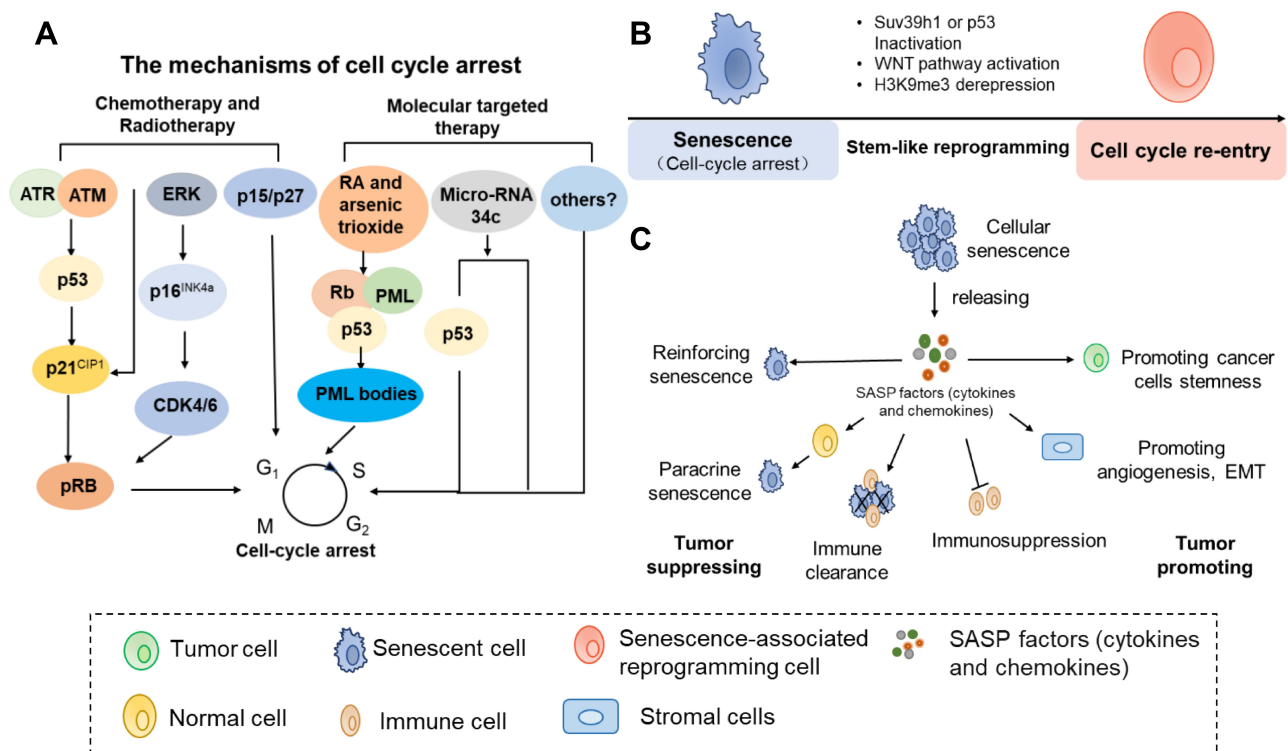 A
The mechanisms of cell cycle arrest
Chemotherapy and
Radiotherapy
Molecular targeted
therapy
ATR
ATM
ERK
p15/p27
RA and
arsenic
trioxide
Micro-RNA
34c
others?
p53
p16INK4a
Rb
PML
p53
p53
p21CIP1
CDK4/6
PML bodies
pRB
G1
S
M
G2
Cell-cycle arrest
B
• Suv39h1 or p53
Inactivation
• WNT pathway activation
• H3K9me3 derepression
Senescence
（Cell-cycle arrest）
Stem-like reprogramming
Cell cycle re-entry
C
Cellular
senescence
releasing
Reinforcing
senescence
SASP factors (cytokines
and chemokines)
Promoting cancer
cells stemness
Paracrine
senescence
Promoting
angiogenesis, EMT
Immune
clearance
Immunosuppression
Tumor
suppressing
Tumor
promoting
Tumor cell
Senescent cell
Senescence-associated
reprogramming cell
SASP factors (cytokines
and chemokines)
Normal cell
Immune cell
Stromal cells